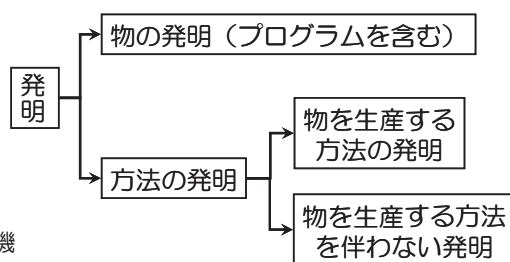 物の発明（プログラムを含む）
発
明
物を生産する
方法の発明
方法の発明
物を生産する方法
を伴わない発明
機